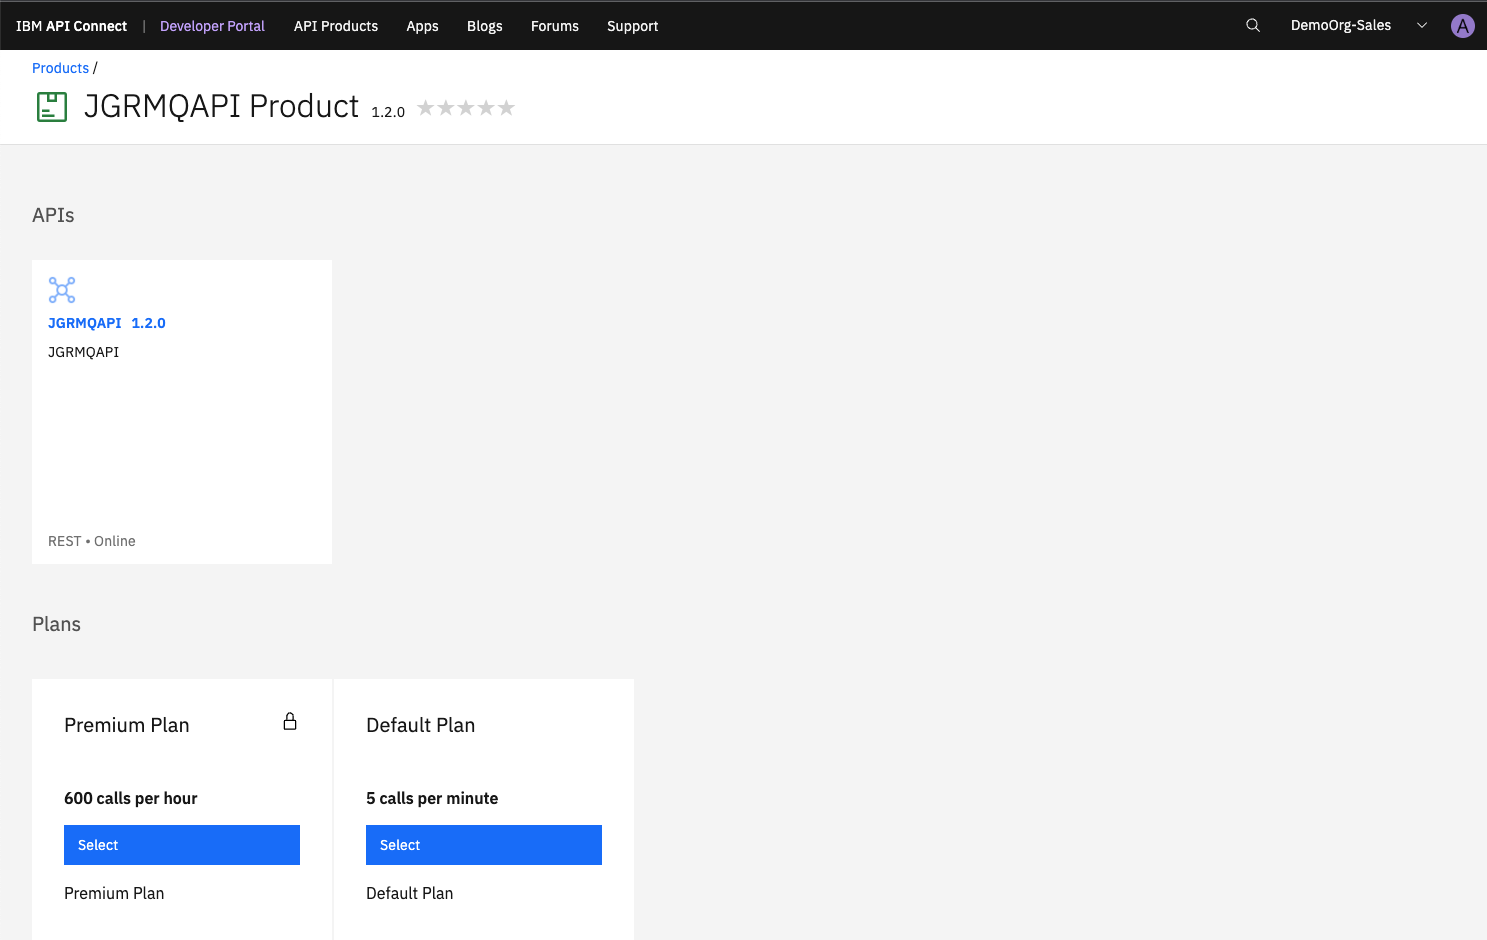 IBM API Connect | Developer Portal API Products Apps Blogs Forums Support DemoOrg-Sales A
Products /
JGRMQAPI Product 1.2.0
APIs
JGRMQAPI 1.2.0
JGRMQAPI
REST • Online
Plans
Premium Plan
600 calls per hour
Select
Premium Plan
Default Plan
5 calls per minute
Select
Default Plan